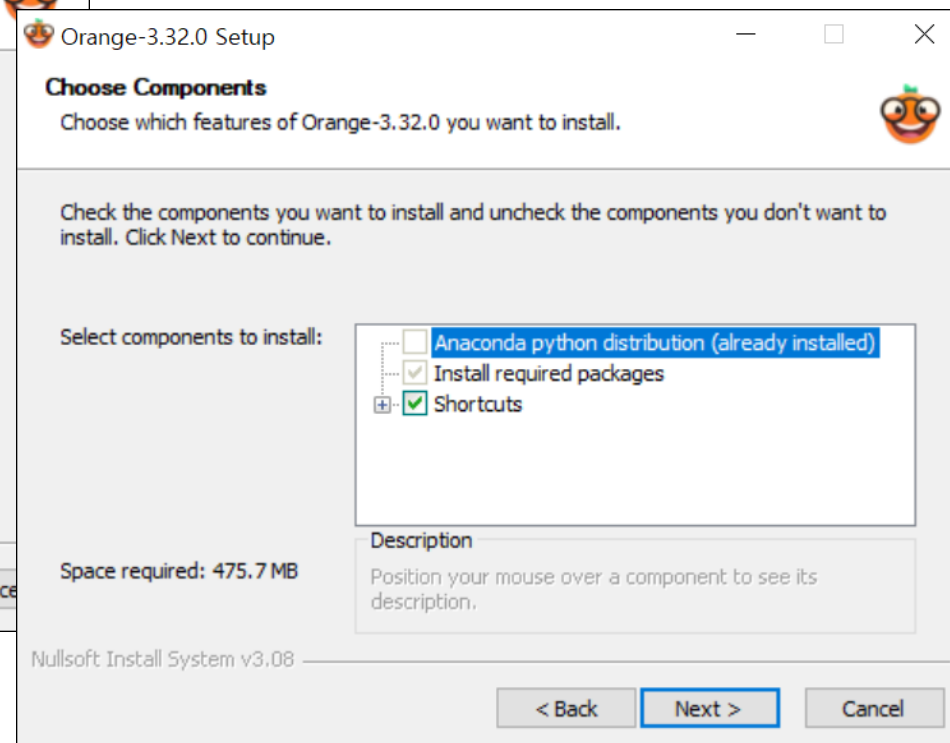 Orange-3.32.0 Setup
Choose Components
Choose which features of Orange-3.32.0 you want to install.
Check the components you want to install and uncheck the components you don't want to
install. Click Next to continue.
Select components to install:
Anaconda python distribution (already installed)
Install required packages
Shortcuts
Space required: 475.7 MB
Description
Position your mouse over a component to see its
description.
Nullsoft Install System v3.08
< Back
Next >
Cancel